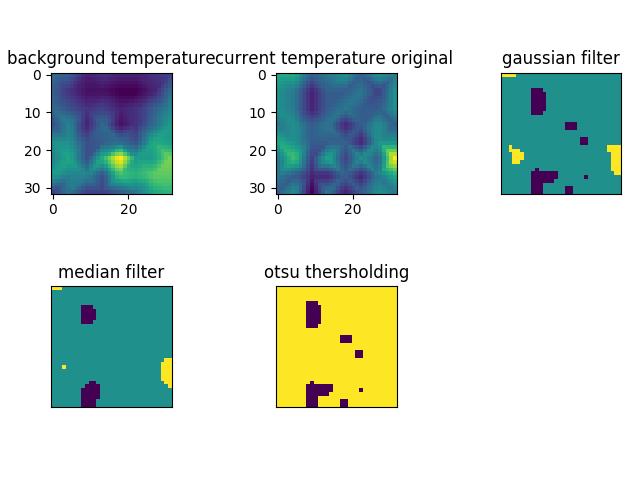 background temperature
current temperature original
gaussian filter
0
10
20
30
0
20
0
10
20
30
0
20
median filter
otsu thersholding